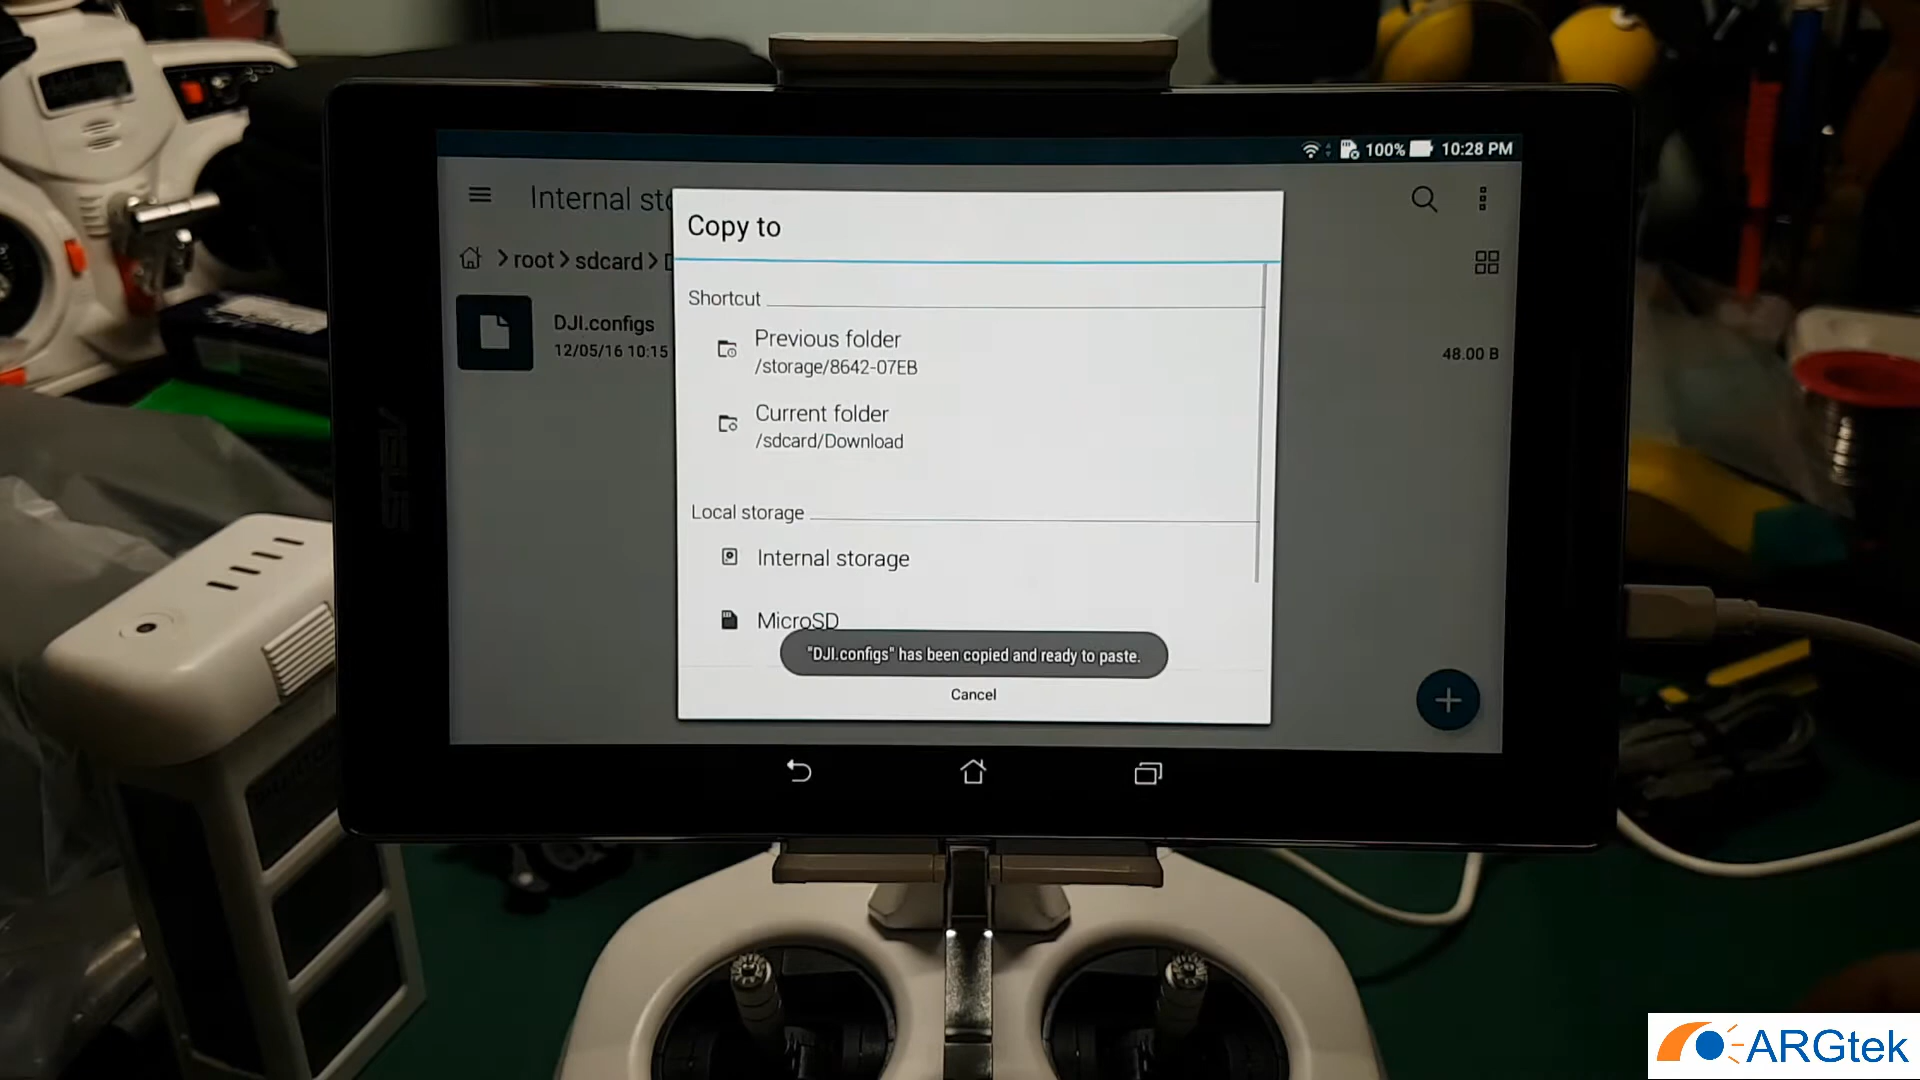 100% 10:28 PM
Internal sto
Copy to
root sdcard
Shortcut
DJI.configs
12/05/16 10:15
Previous folder
/storage/8642-07EB
48.00 B
Current folder
/sdcard/Download
ASUS
Local storage
Internal storage
MicroSD
"DJI.configs" has been copied and ready to paste.
Cancel
ARGtek